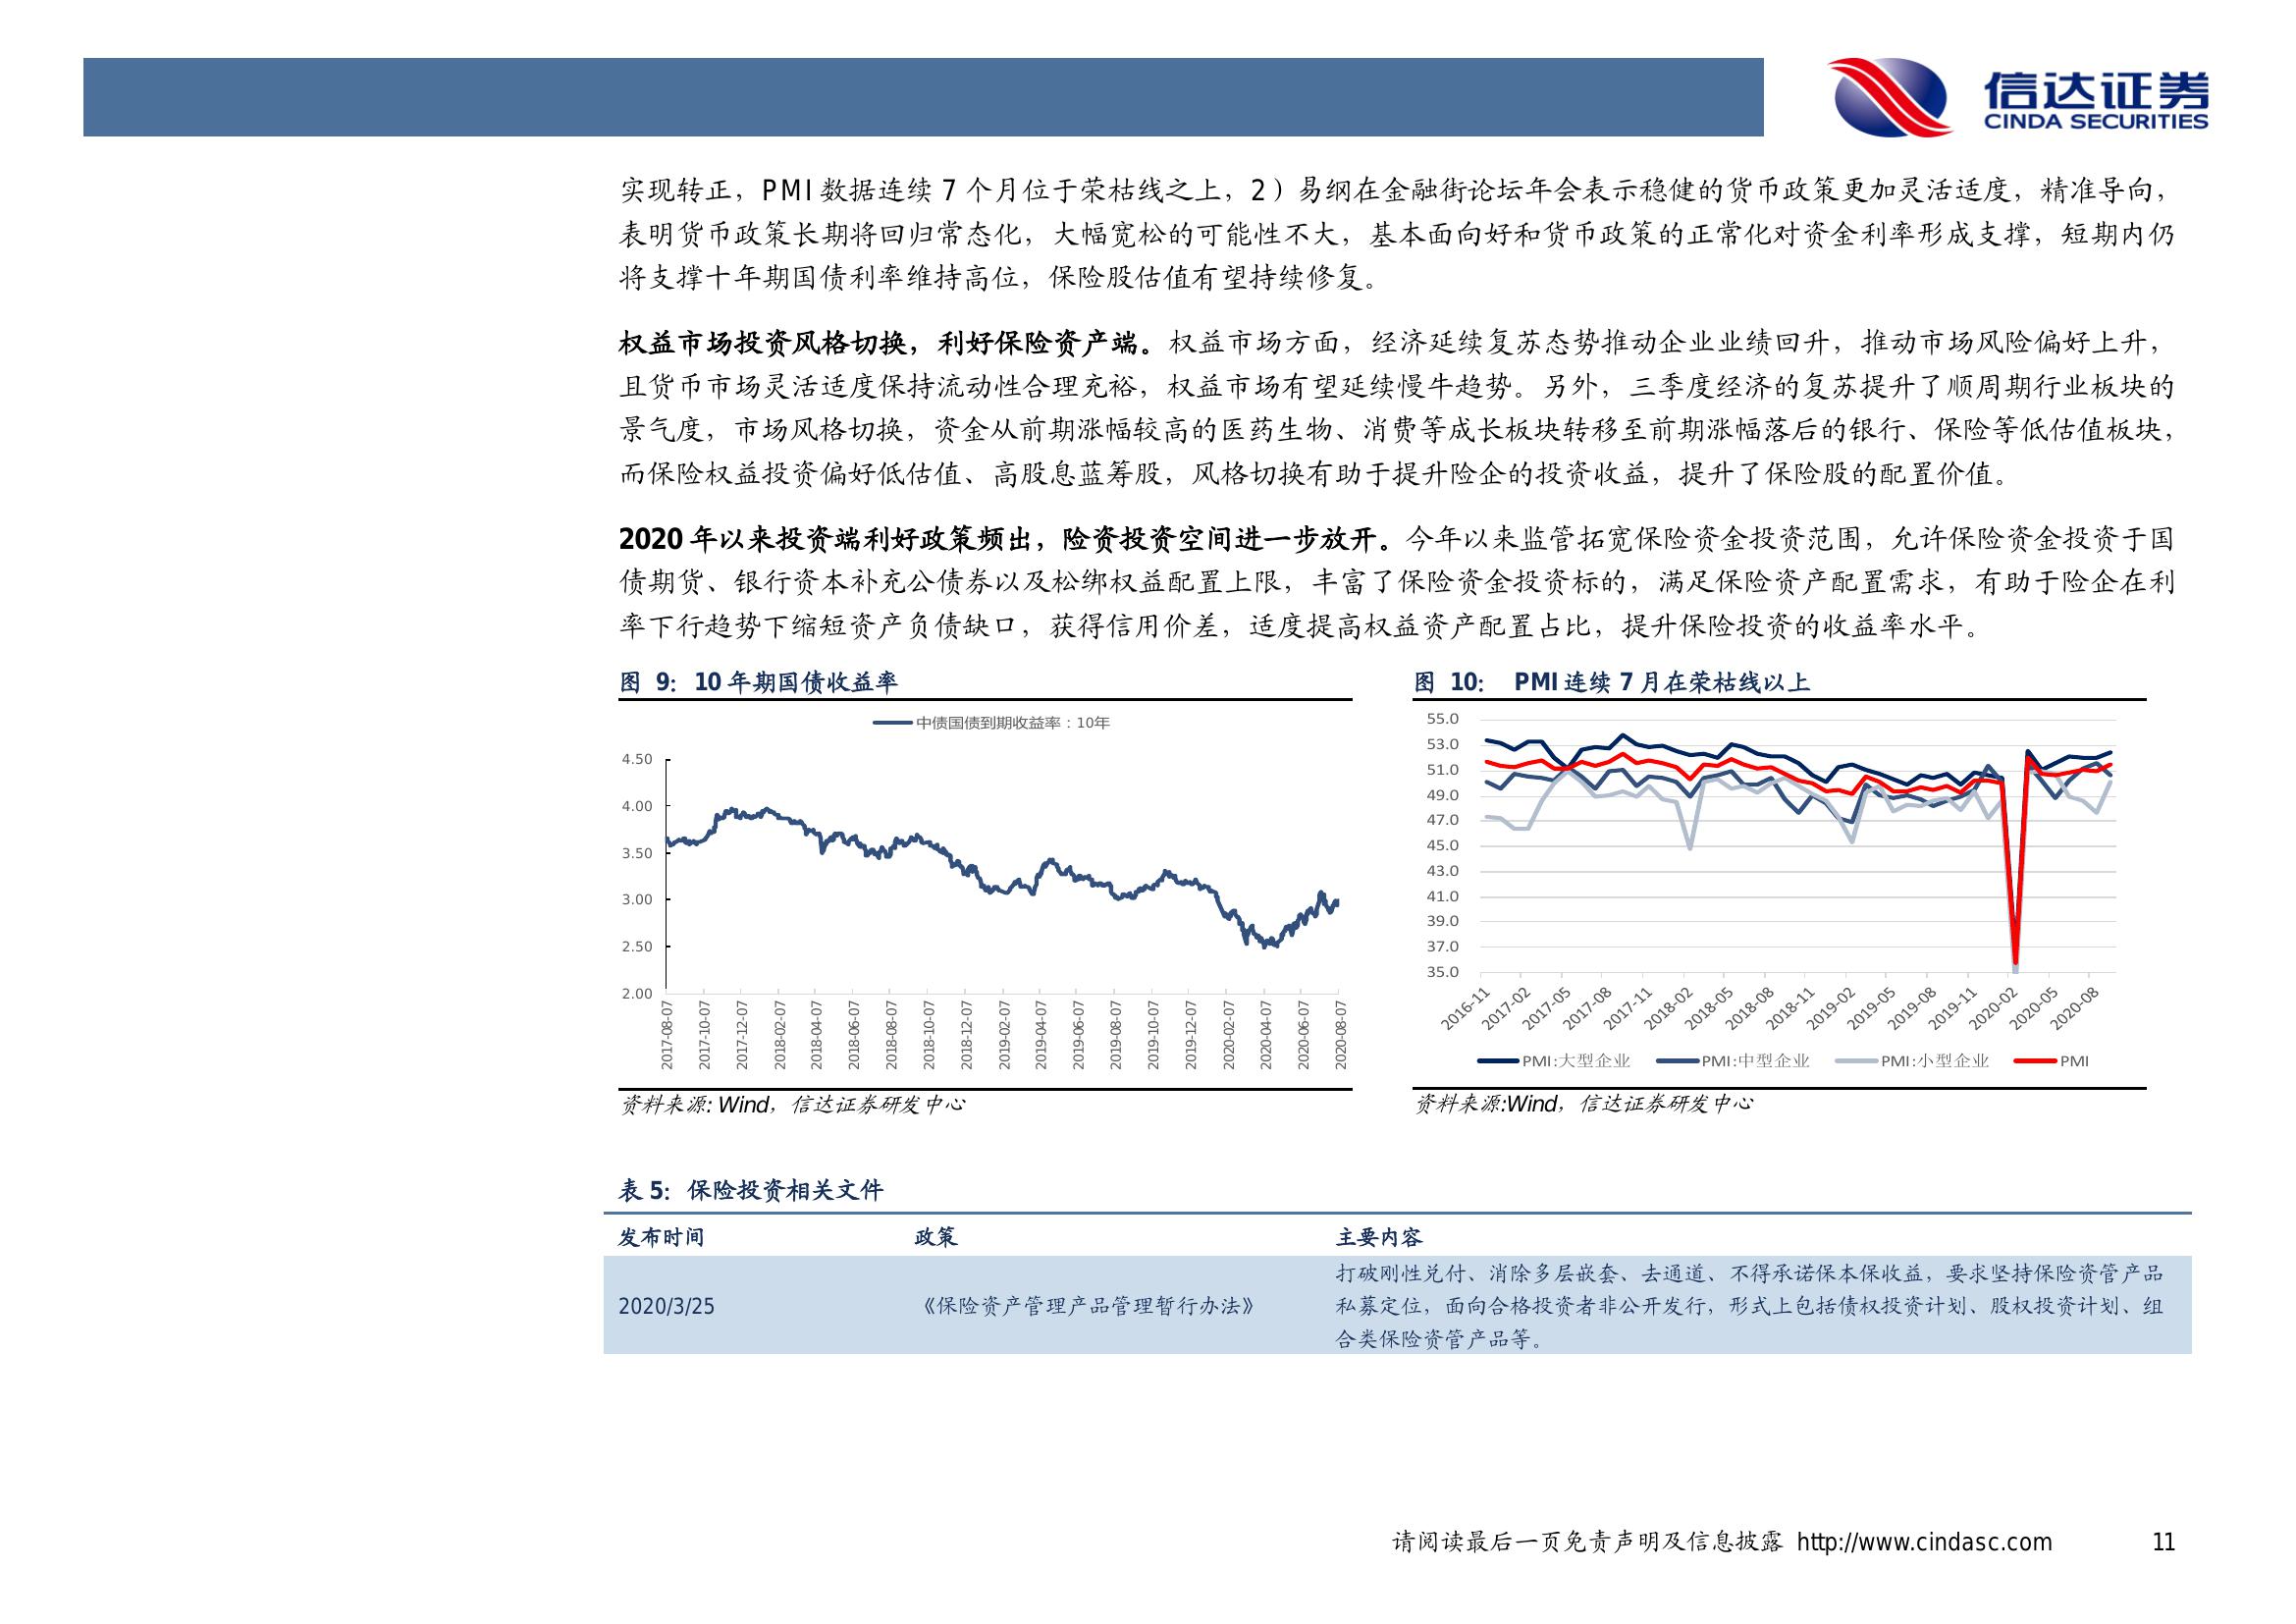 信达证券
CINDA SECURITIES
实现转正，PMI 数据连续 7 个月位于荣枯线之上，2）易纲在金融街论坛年会表示稳健的货币政策更加灵活适度，精准导向，
表明货币政策长期将回归常态化，大幅宽松的可能性不大，基本面向好和货币政策的正常化对资金利率形成支撑，短期内仍
将支撑十年期国债利率维持高位，保险股估值有望持续修复。
权益市场投资风格切换，利好保险资产端。权益市场方面，经济延续复苏态势推动企业业绩回升，推动市场风险偏好上升，
且货币市场灵活适度保持流动性合理充裕，权益市场有望延续慢牛趋势。另外，三季度经济的复苏提升了顺周期行业板块的
景气度，市场风格切换，资金从前期涨幅较高的医药生物、消费等成长板块转移至前期涨幅落后的银行、保险等低估值板块，
而保险权益投资偏好低估值、高股息蓝筹股，风格切换有助于提升险企的投资收益，提升了保险股的配置价值。
2020 年以来投资端利好政策频出，险资投资空间进一步放开。今年以来监管拓宽保险资金投资范围，允许保险资金投资于国
债期货、银行资本补充公债券以及松绑权益配置上限，丰富了保险资金投资标的，满足保险资产配置需求，有助于险企在利
率下行趋势下缩短资产负债缺口，获得信用价差，适度提高权益资产配置占比，提升保险投资的收益率水平。
图 9：10 年期国债收益率
中债国债到期收益率：10年
4.50
4.00
3.50
3.00
2.50
2.00
2017-08-07
2017-10-07
2017-12-07
2018-02-07
2018-04-07
2018-06-07
2018-08-07
2018-10-07
2018-12-07
2019-02-07
2019-04-07
2019-06-07
2019-08-07
2019-10-07
2019-12-07
2020-02-07
2020-04-07
2020-06-07
2020-08-07
资料来源: Wind，信达证券研发中心
图 10： PMI 连续 7 月在荣枯线以上
55.0
53.0
51.0
49.0
47.0
45.0
43.0
41.0
39.0
37.0
35.0
2016-11
2017-02
2017-05
2017-08
2017-11
2018-02
2018-05
2018-08
2018-11
2019-02
2019-05
2019-08
2019-11
2020-02
2020-05
2020-08
PMI:大型企业 PMI:中型企业 PMI:小型企业 PMI
资料来源:Wind，信达证券研发中心
表 5：保险投资相关文件
发布时间 政策 主要内容
2020/3/25 《保险资产管理产品管理暂行办法》
打破刚性兑付、消除多层嵌套、去通道、不得承诺保本保收益，要求坚持保险资管产品
私募定位，面向合格投资者非公开发行，形式上包括债权投资计划、股权投资计划、组
合类保险资管产品等。
请阅读最后一页免责声明及信息披露 http://www.cindasc.com 11